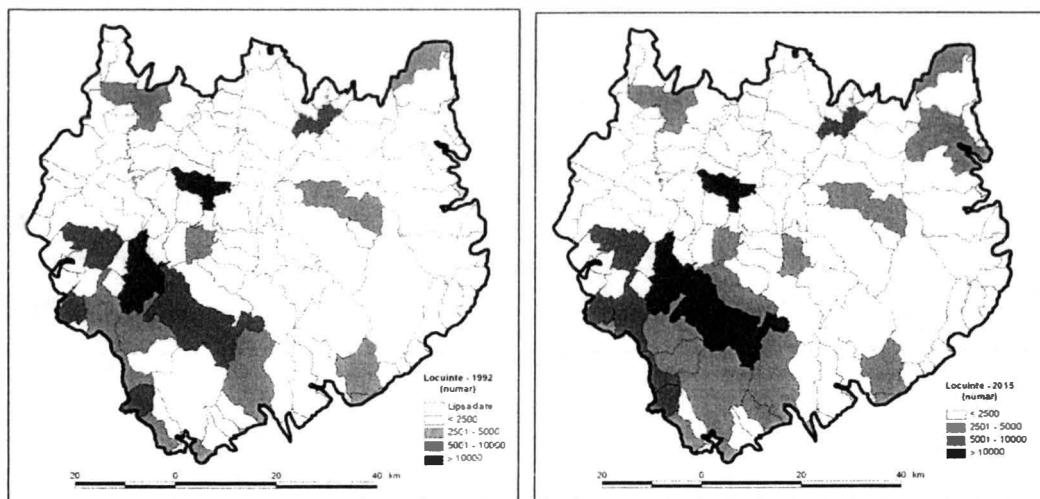 Locuinte - 1992
(numar)
Lipsa date
< 2500
2501 - 5000
5001 - 10000
> 10000
20 0 20 40 km
Locuinte - 2015
(numar)
< 2500
2501 - 5000
5001 - 10000
> 10000
20 0 20 40 km